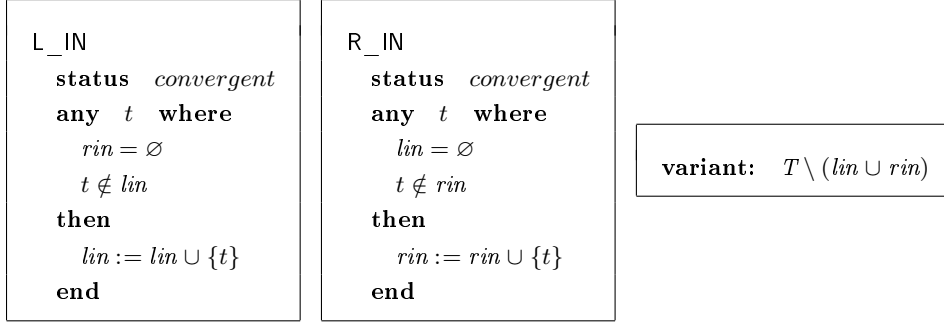 L_IN
status convergent
any t where
rin = ∅
t ∉ lin
then
lin := lin ∪ {t}
end
R_IN
status convergent
any t where
lin = ∅
t ∉ rin
then
rin := rin ∪ {t}
end
variant: T \ (lin ∪ rin)